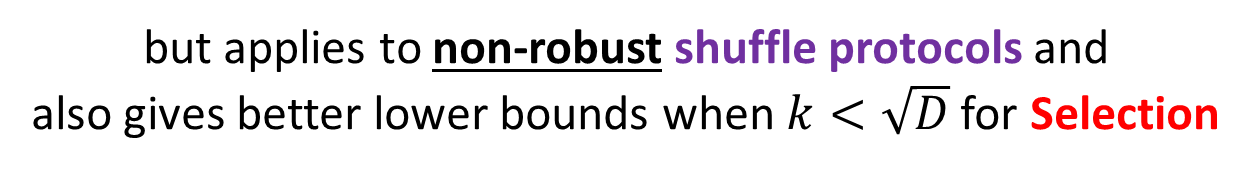 but applies to non-robust shuffle protocols and
also gives better lower bounds when k < √D for Selection